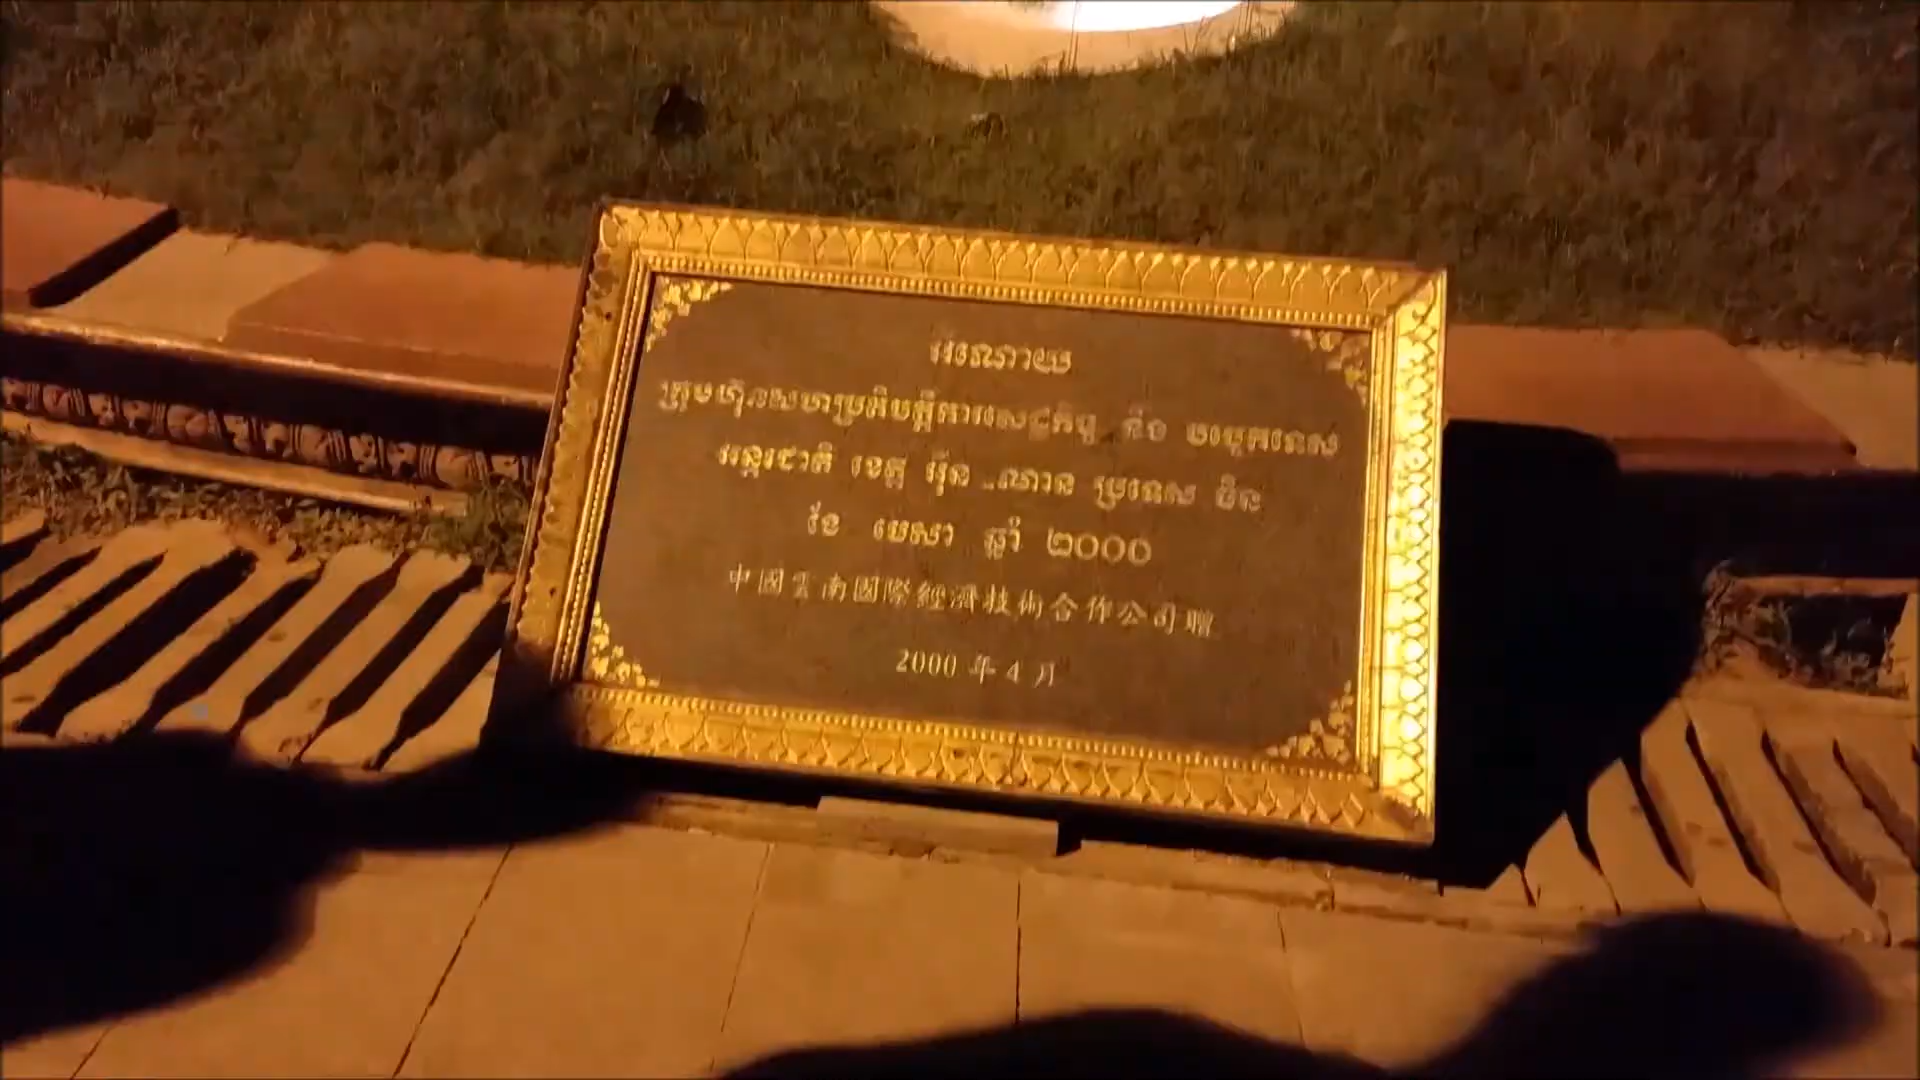 អំណោយ
ក្រុមហ៊ុនសហប្រតិបត្តិការសេដ្ឋកិច្ច និង បច្ចេកទេស
អន្តរជាតិ ខេត្ត យ៉ុន ណាន ប្រទេស ចិន
ខែ មេសា ឆ្នាំ ២០០០
中國雲南國際經濟技術合作公司贈
2000 年 4 月